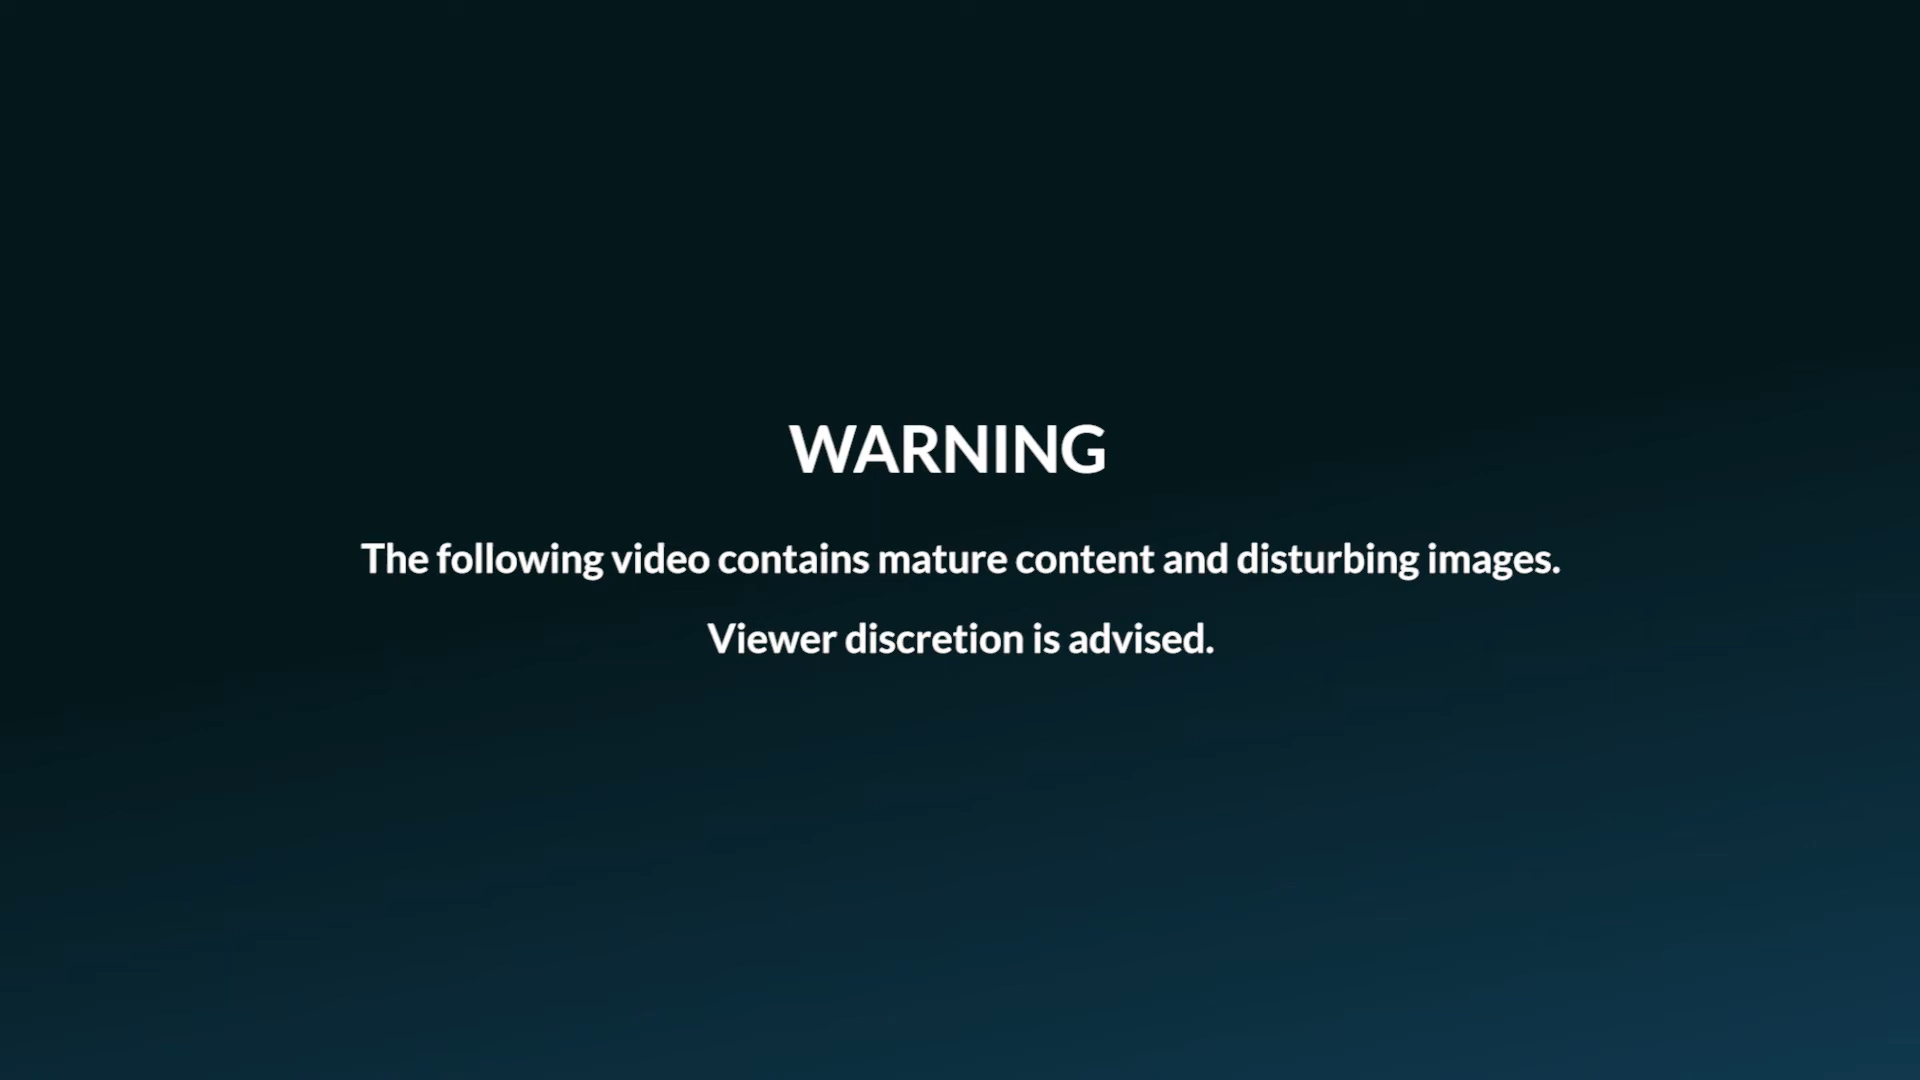 WARNING
The following video contains mature content and disturbing images.
Viewer discretion is advised.